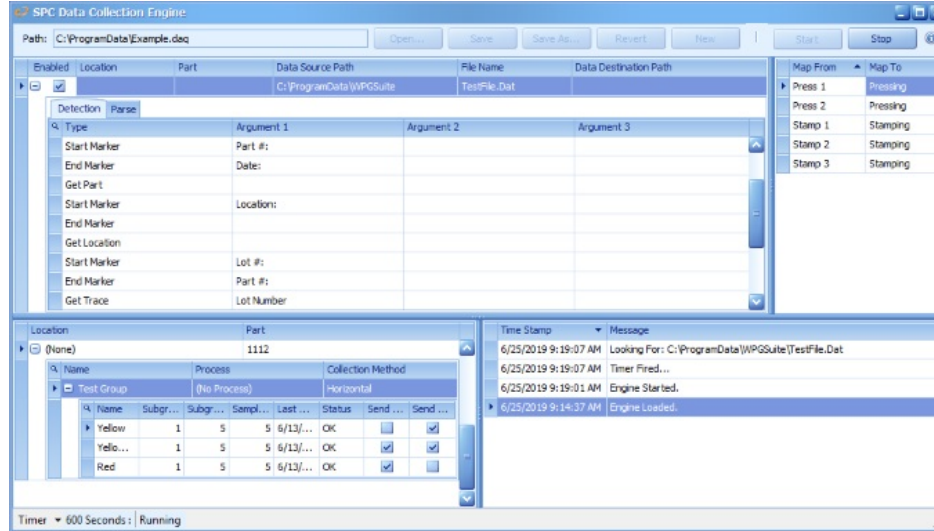 SPC Data Collection Engine
Path: C:\ProgramData\Example.daq Open... Save Save As... Revert New Start Stop
Enabled Location Part Data Source Path File Name Data Destination Path
C:\ProgramData\WPGSuite TestFile.Dat
Detection Parse
Type Argument 1 Argument 2 Argument 3
Start Marker Part #:
End Marker Date:
Get Part
Start Marker Location:
End Marker
Get Location
Start Marker Lot #:
End Marker Part #:
Get Trace Lot Number
Map From Map To
Press 1 Pressing
Press 2 Pressing
Stamp 1 Stamping
Stamp 2 Stamping
Stamp 3 Stamping
Location Part
(None) 1112
Name Process Collection Method
Test Group (No Process) Horizontal
Name Subgr... Subgr... Sampl... Last ... Status Send ... Send ...
Yellow 1 5 5 6/13/... OK
Yello... 1 5 5 6/13/... OK
Red 1 5 5 6/13/... OK
Time Stamp Message
6/25/2019 9:19:07 AM Looking For: C:\ProgramData\WPGSuite\TestFile.Dat
6/25/2019 9:19:07 AM Timer Fired...
6/25/2019 9:19:01 AM Engine Started.
6/25/2019 9:14:37 AM Engine Loaded.
Timer 600 Seconds: Running